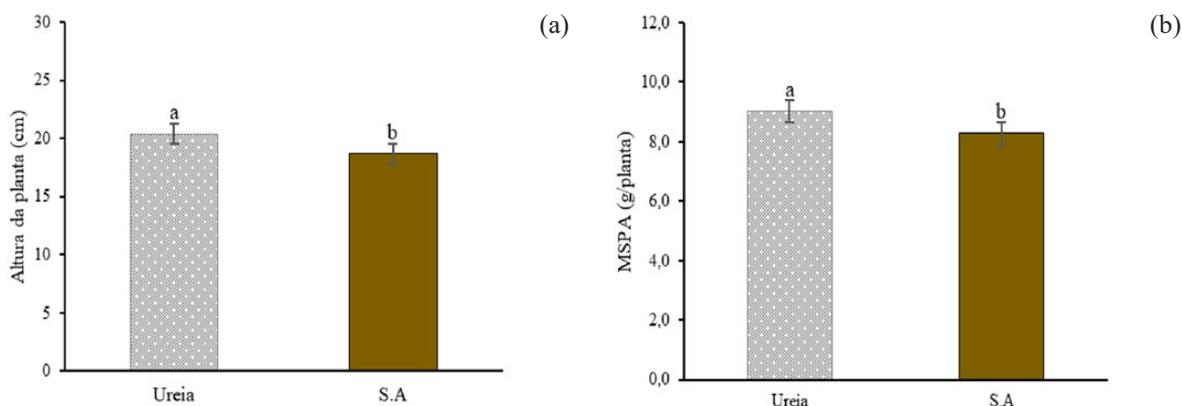 (a)
Altura da planta (cm)
30
25
20
15
10
5
0
a
b
Ureia
S.A
(b)
MSPA (g/planta)
12,0
10,0
8,0
6,0
4,0
2,0
0,0
a
b
Ureia
S.A